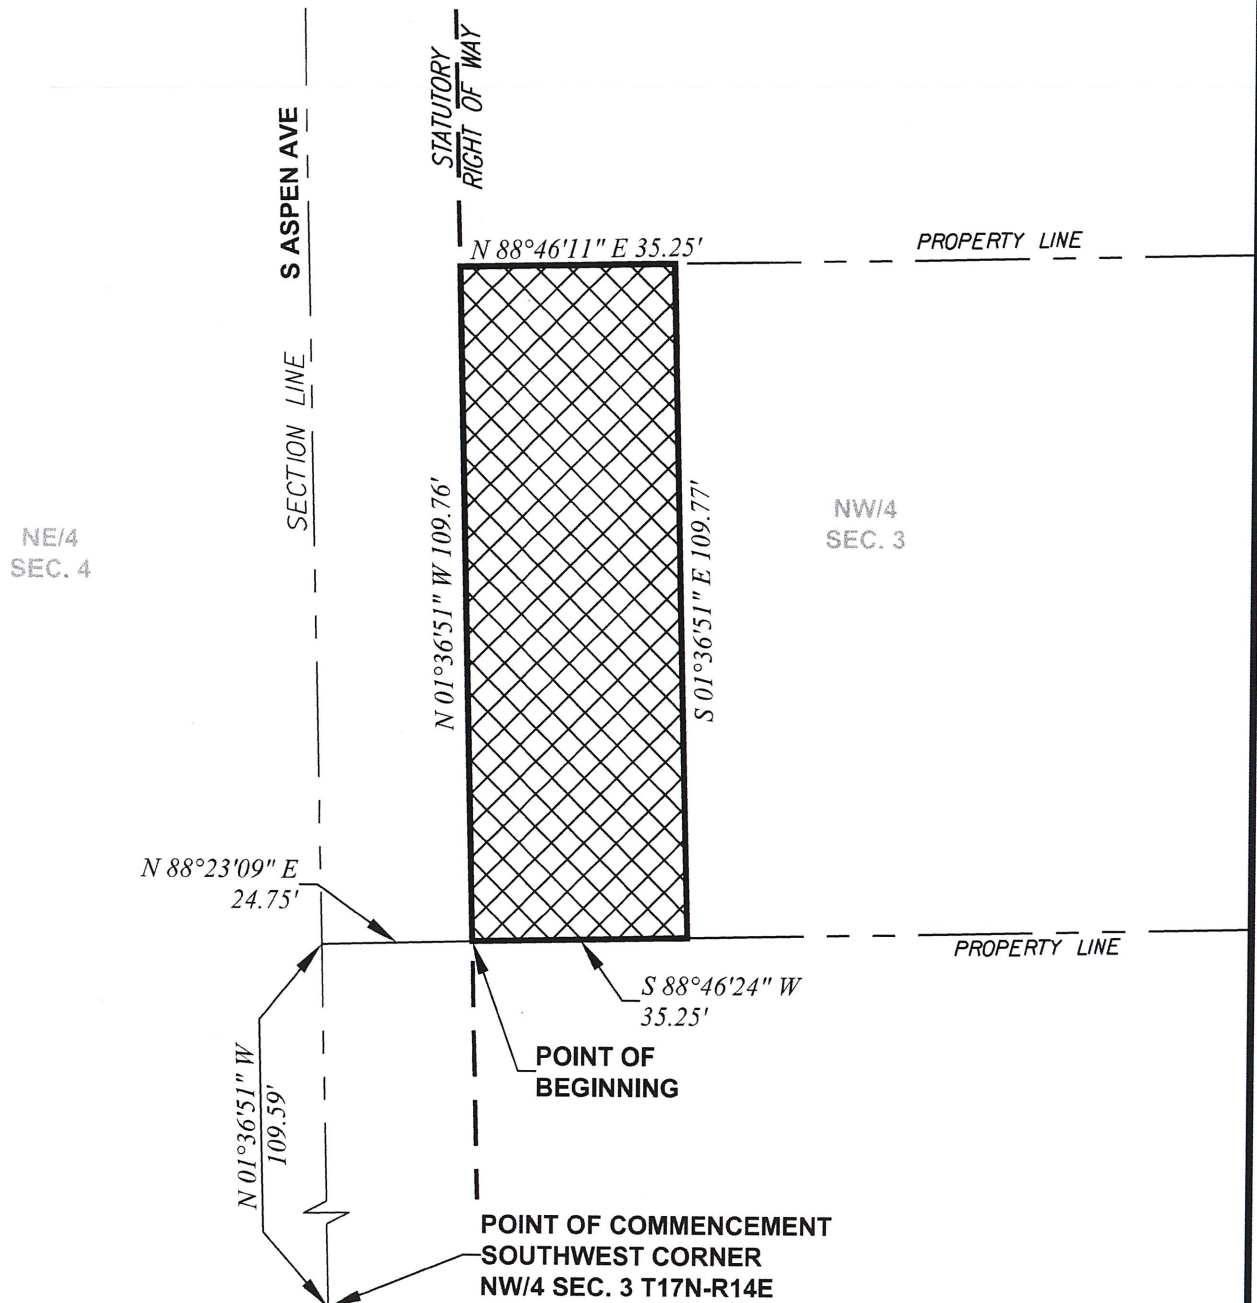 STATUTORY
RIGHT OF WAY
S ASPEN AVE
N 88°46'11" E 35.25'
PROPERTY LINE
SECTION LINE
N 01°36'51" W 109.76'
S 01°36'51" E 109.77'
NE/4
SEC. 4
NW/4
SEC. 3
N 88°23'09" E
24.75'
PROPERTY LINE
S 88°46'24" W
35.25'
POINT OF
BEGINNING
N 01°36'51" W
109.59'
POINT OF COMMENCEMENT
SOUTHWEST CORNER
NW/4 SEC. 3 T17N-R14E